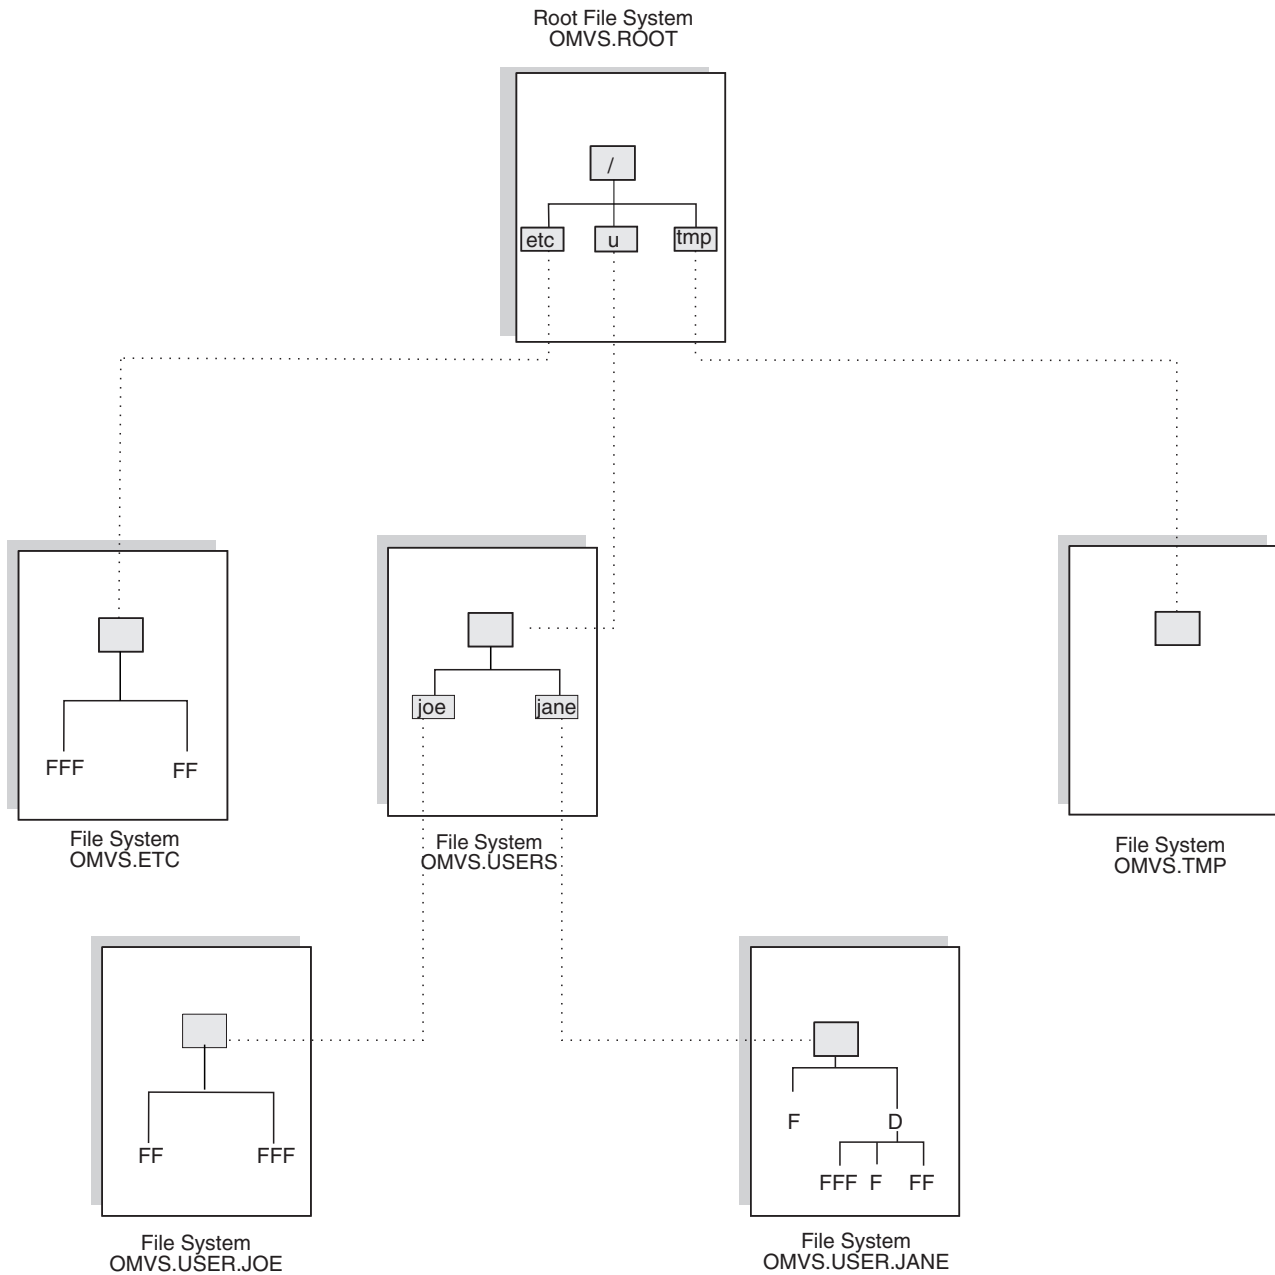 Root File System
OMVS.ROOT
/
etc
u
tmp
joe
jane
FFF
FF
File System
OMVS.ETC
File System
OMVS.USERS
File System
OMVS.TMP
FF
FFF
F
D
FFF F FF
File System
OMVS.USER.JOE
File System
OMVS.USER.JANE